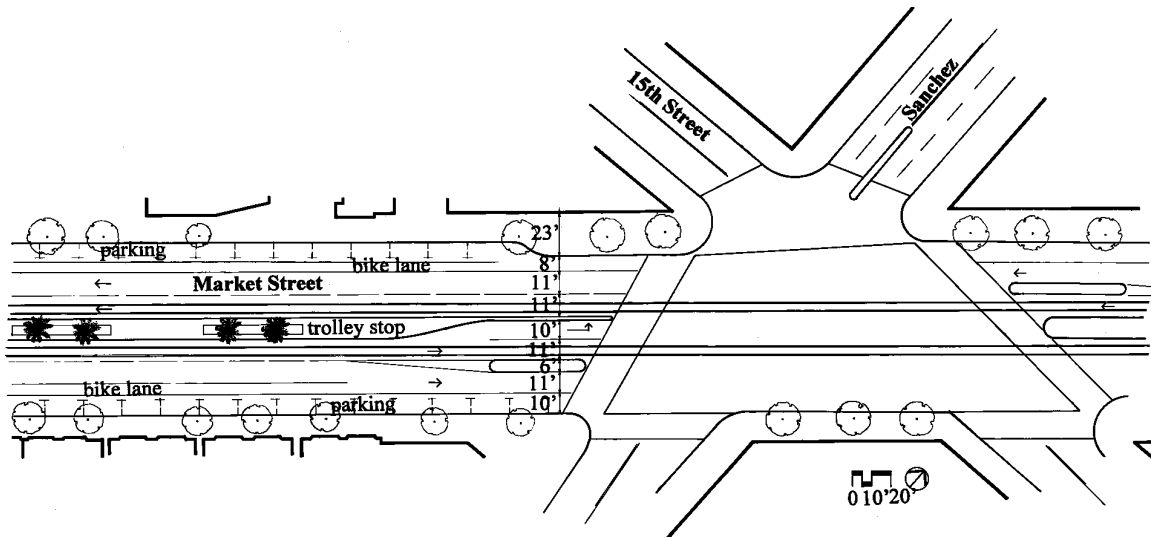 15th Street
Sanchez
23'
parking
bike lane
8'
Market Street
11'
11'
trolley stop
10'
11'
6'
bike lane
11'
parking
10'
0 10'20'